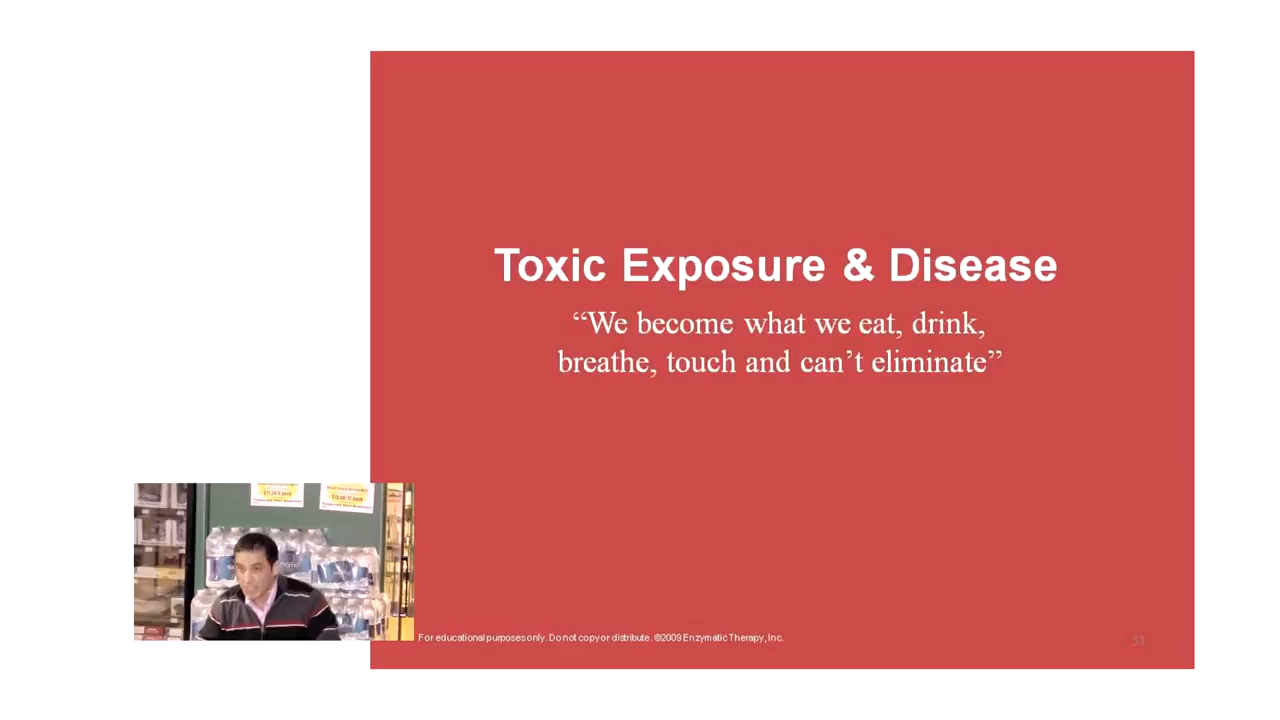 Toxic Exposure & Disease
“We become what we eat, drink,
breathe, touch and can’t eliminate”
For educational purposes only. Do not copy or distribute. ©2009 Enzymatic Therapy, Inc.
51